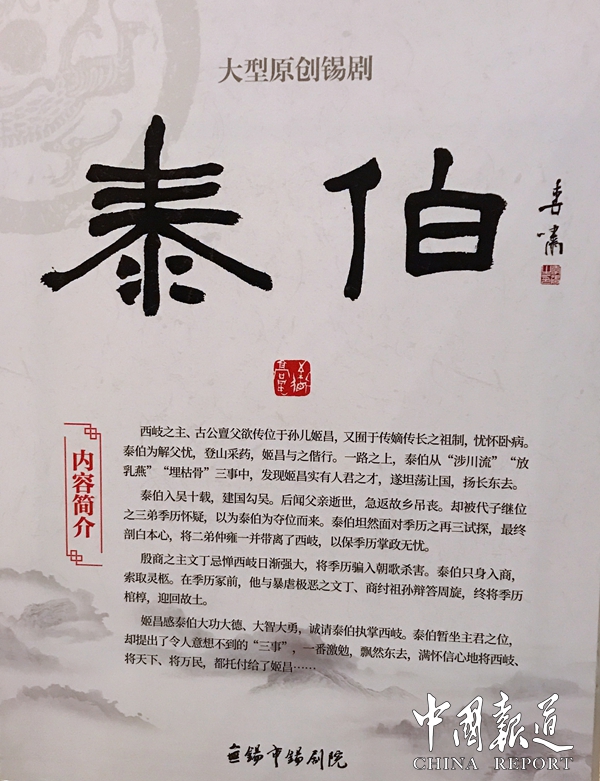 大型原创锡剧
泰伯
内容简介
西岐之主、古公亶父欲传位于孙儿姬昌，又囿于传嫡传长之祖制，忧怀卧病。
泰伯为解父忧，登山采药，姬昌与之偕行。一路之上，泰伯从“涉川流”“放
乳燕”“埋枯骨”三事中，发现姬昌实有人君之才，遂坦荡让国，扬长东去。
泰伯入吴十载，建国勾吴。后闻父亲逝世，急返故乡吊丧。却被代子继位
之三弟季历怀疑，以为泰伯为夺位而来。泰伯坦然面对季历之再三试探，最终
剖白本心，将二弟仲雍一并带离了西岐，以保季历掌政无忧。
殷商之主文丁忌惮西岐日渐强大，将季历骗入朝歌杀害。泰伯只身入商，
索取灵柩。在季历冢前，他与暴虐极恶之文丁、商纣祖孙辩答周旋，终将季历
棺椁，迎回故土。
姬昌感泰伯大功大德、大智大勇，诚请泰伯执掌西岐。泰伯暂坐主君之位，
却提出了令人意想不到的“三事”，一番激勉，飘然东去，满怀信心地将西岐、
将天下、将万民，都托付给了姬昌……
无锡市锡剧院
中国报道
CHINA REPORT